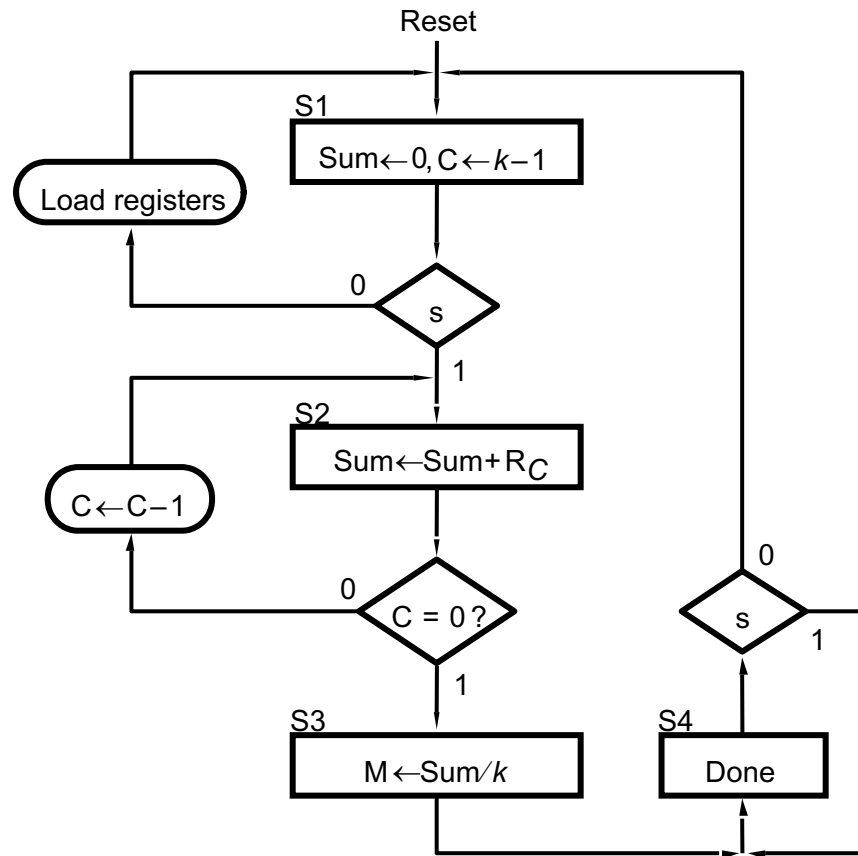 Reset
S1
Sum←0, C←k−1
Load registers
0
s
1
S2
Sum←Sum+R_C
C←C−1
0
C = 0 ?
1
0
s
1
S3
M←Sum/k
S4
Done